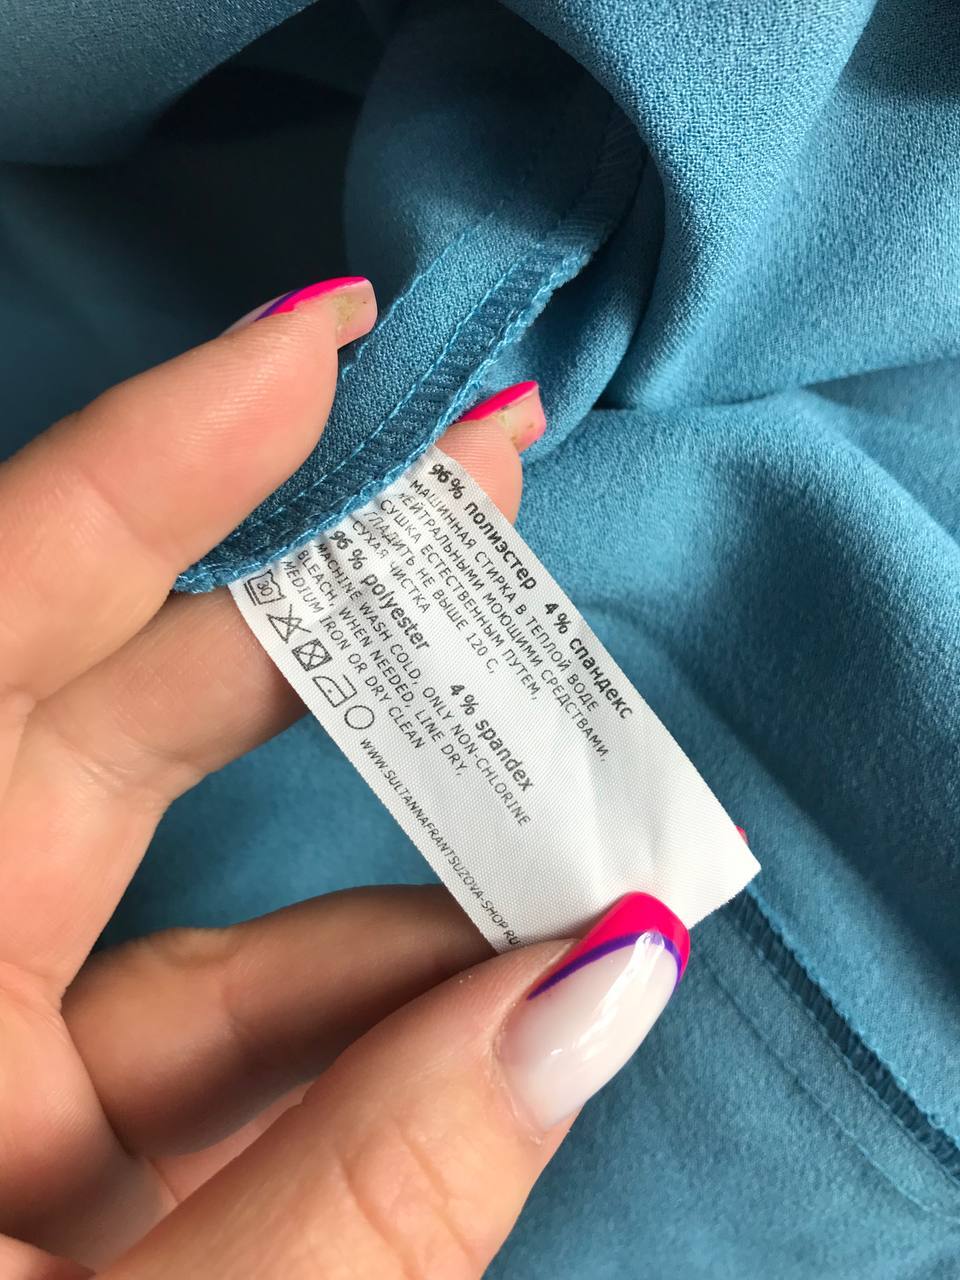 96% полиэстер 4% спандекс
МАШИННАЯ СТИРКА В ТЕПЛОЙ ВОДЕ
НЕЙТРАЛЬНЫМИ МОЮЩИМИ СРЕДСТВАМИ,
СУШКА ЕСТЕСТВЕННЫМ ПУТЕМ,
ГЛАДИТЬ НЕ ВЫШЕ 120 С,
СУХАЯ ЧИСТКА
96 % polyester 4% spandex
MACHINE WASH COLD, ONLY NON-CHLORINE
BLEACH WHEN NEEDED, LINE DRY,
MEDIUM IRON OR DRY CLEAN
30
WWW.SULTANNAFRANTSUZOVA-SHOP.RU